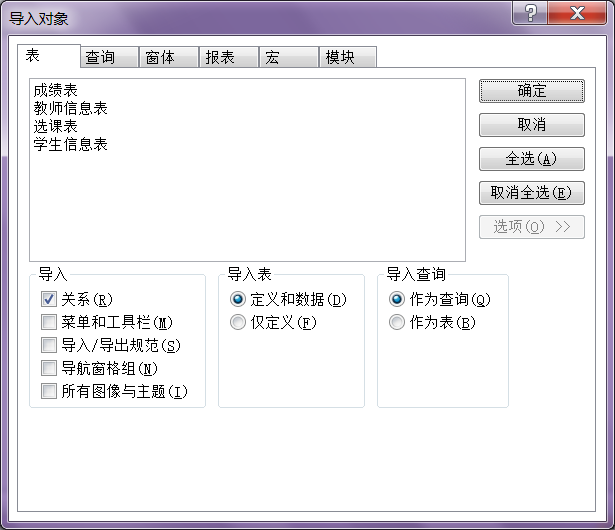 导入对象
表 查询 窗体 报表 宏 模块
成绩表
教师信息表
选课表
学生信息表
确定
取消
全选(A)
取消全选(E)
选项(O) >>
导入
关系(R)
菜单和工具栏(M)
导入/导出规范(S)
导航窗格组(N)
所有图像与主题(I)
导入表
定义和数据(D)
仅定义(F)
导入查询
作为查询(Q)
作为表(B)